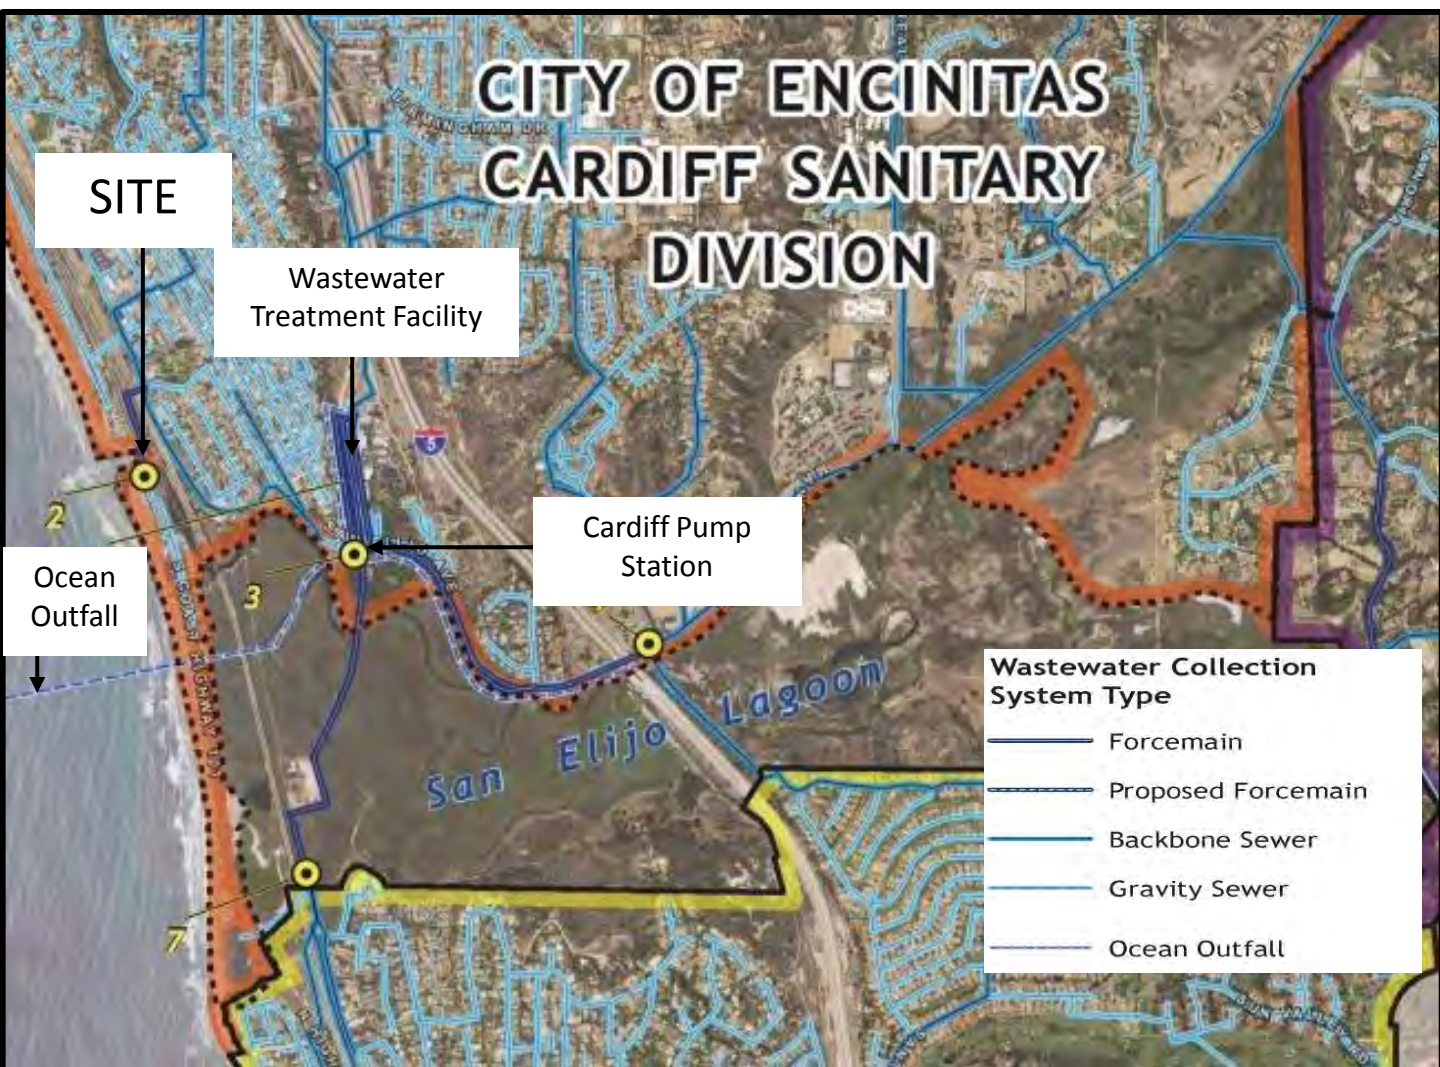 CITY OF ENCINITAS
CARDIFF SANITARY
DIVISION
SITE
Wastewater
Treatment Facility
5
Cardiff Pump
Station
2
3
Ocean
Outfall
San Elijo Lagoon
7
Wastewater Collection
System Type
Forcemain
Proposed Forcemain
Backbone Sewer
Gravity Sewer
Ocean Outfall